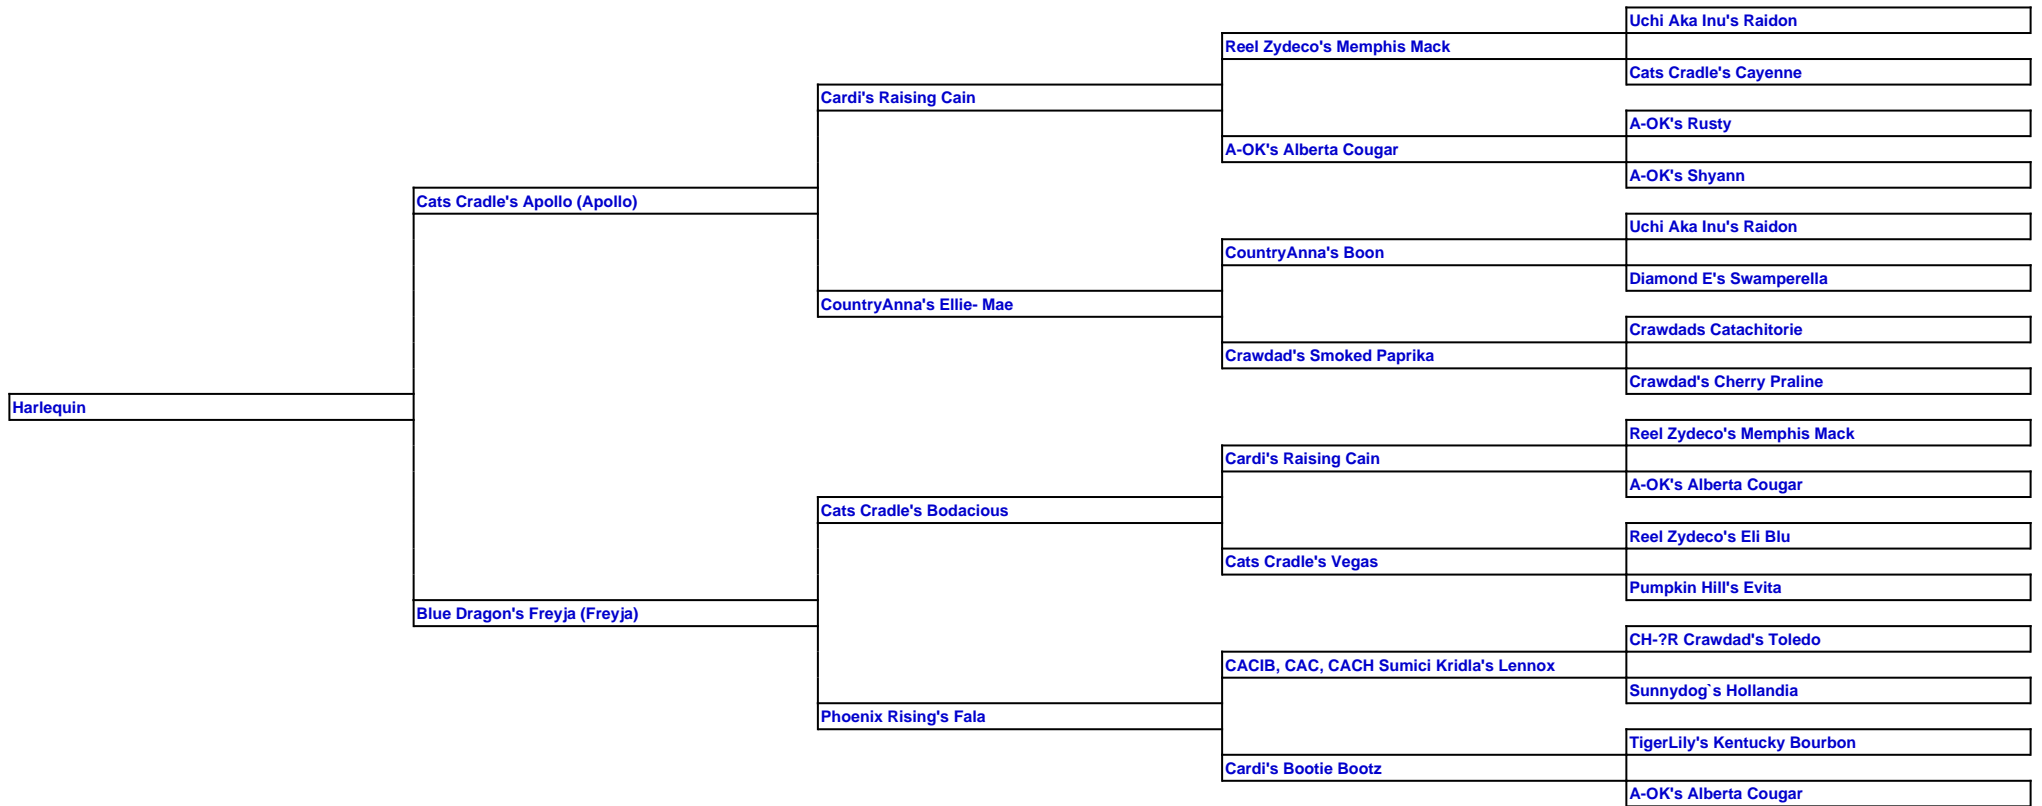 Uchi Aka Inu's Raidon
Reel Zydeco's Memphis Mack
Cats Cradle's Cayenne
Cardi's Raising Cain
A-OK's Rusty
A-OK's Alberta Cougar
A-OK's Shyann
Cats Cradle's Apollo (Apollo)
Uchi Aka Inu's Raidon
CountryAnna's Boon
Diamond E's Swamperella
CountryAnna's Ellie- Mae
Crawdads Catachitorie
Crawdad's Smoked Paprika
Crawdad's Cherry Praline
Harlequin
Reel Zydeco's Memphis Mack
Cardi's Raising Cain
A-OK's Alberta Cougar
Cats Cradle's Bodacious
Reel Zydeco's Eli Blu
Cats Cradle's Vegas
Pumpkin Hill's Evita
Blue Dragon's Freyja (Freyja)
CH-?R Crawdad's Toledo
CACIB, CAC, CACH Sumici Kridla's Lennox
Sunnydog`s Hollandia
Phoenix Rising's Fala
TigerLily's Kentucky Bourbon
Cardi's Bootie Bootz
A-OK's Alberta Cougar